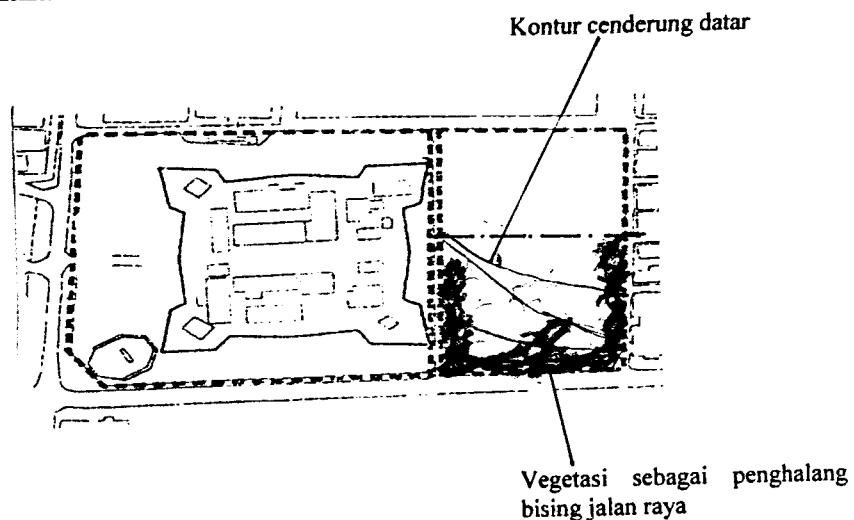 Kontur cenderung datar
Vegetasi sebagai penghalang
bising jalan raya